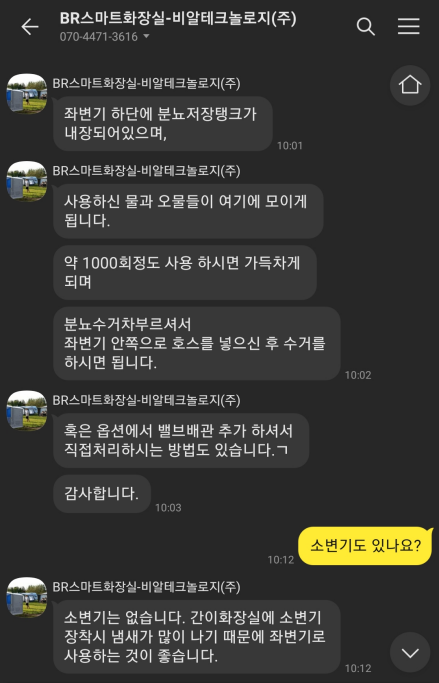 BR스마트화장실-비알테크놀로지(주)
070-4471-3616
BR스마트화장실-비알테크놀로지(주)
좌변기 하단에 분뇨저장탱크가
내장되어있으며,
10:01
BR스마트화장실-비알테크놀로지(주)
사용하신 물과 오물들이 여기에 모이게
됩니다.
약 1000회정도 사용 하시면 가득차게
되며
분뇨수거차부르셔서
좌변기 안쪽으로 호스를 넣으신 후 수거를
하시면 됩니다.
10:02
BR스마트화장실-비알테크놀로지(주)
혹은 옵션에서 밸브배관 추가 하셔서
직접처리하시는 방법도 있습니다.ㄱ
감사합니다.
10:03
소변기도 있나요?
10:12
BR스마트화장실-비알테크놀로지(주)
소변기는 없습니다. 간이화장실에 소변기
장착시 냄새가 많이 나기 때문에 좌변기로
사용하는 것이 좋습니다.
10:12